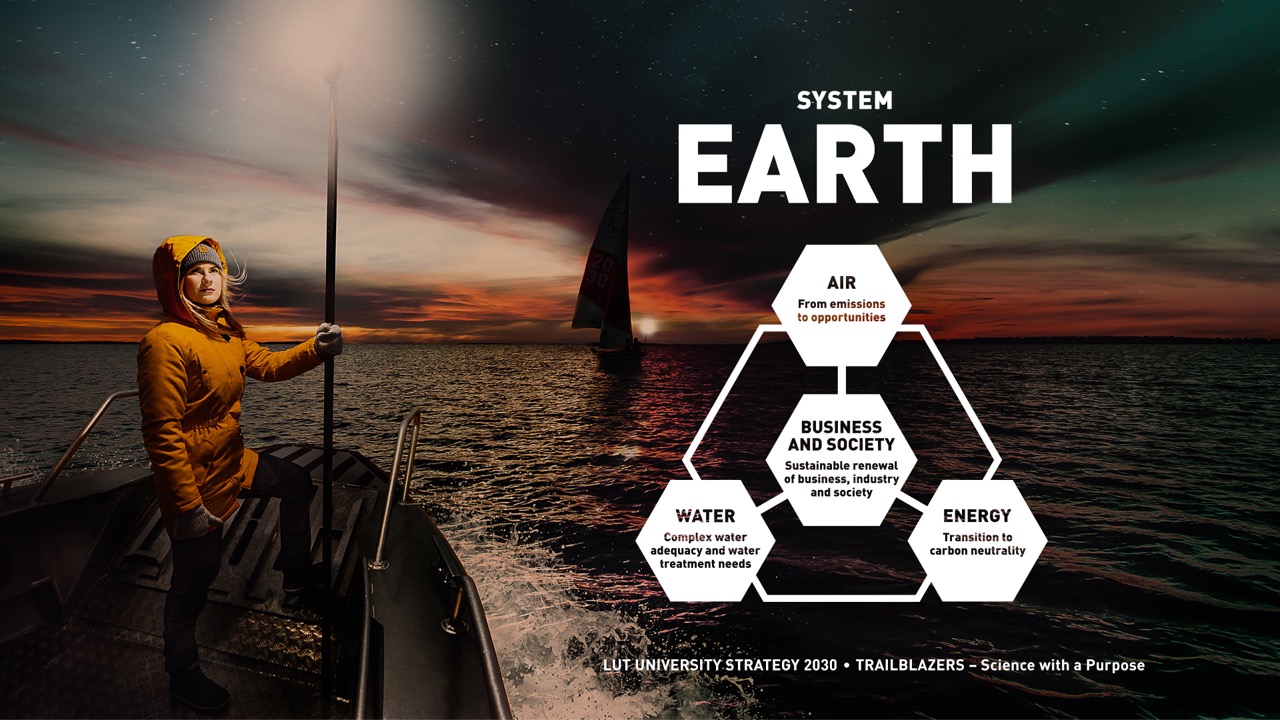 SYSTEM
EARTH
AIR
From emissions
to opportunities
BUSINESS
AND SOCIETY
Sustainable renewal
of business, industry
and society
WATER
Complex water
adequacy and water
treatment needs
ENERGY
Transition to
carbon neutrality
20
30
LUT UNIVERSITY STRATEGY 2030 • TRAILBLAZERS – Science with a Purpose